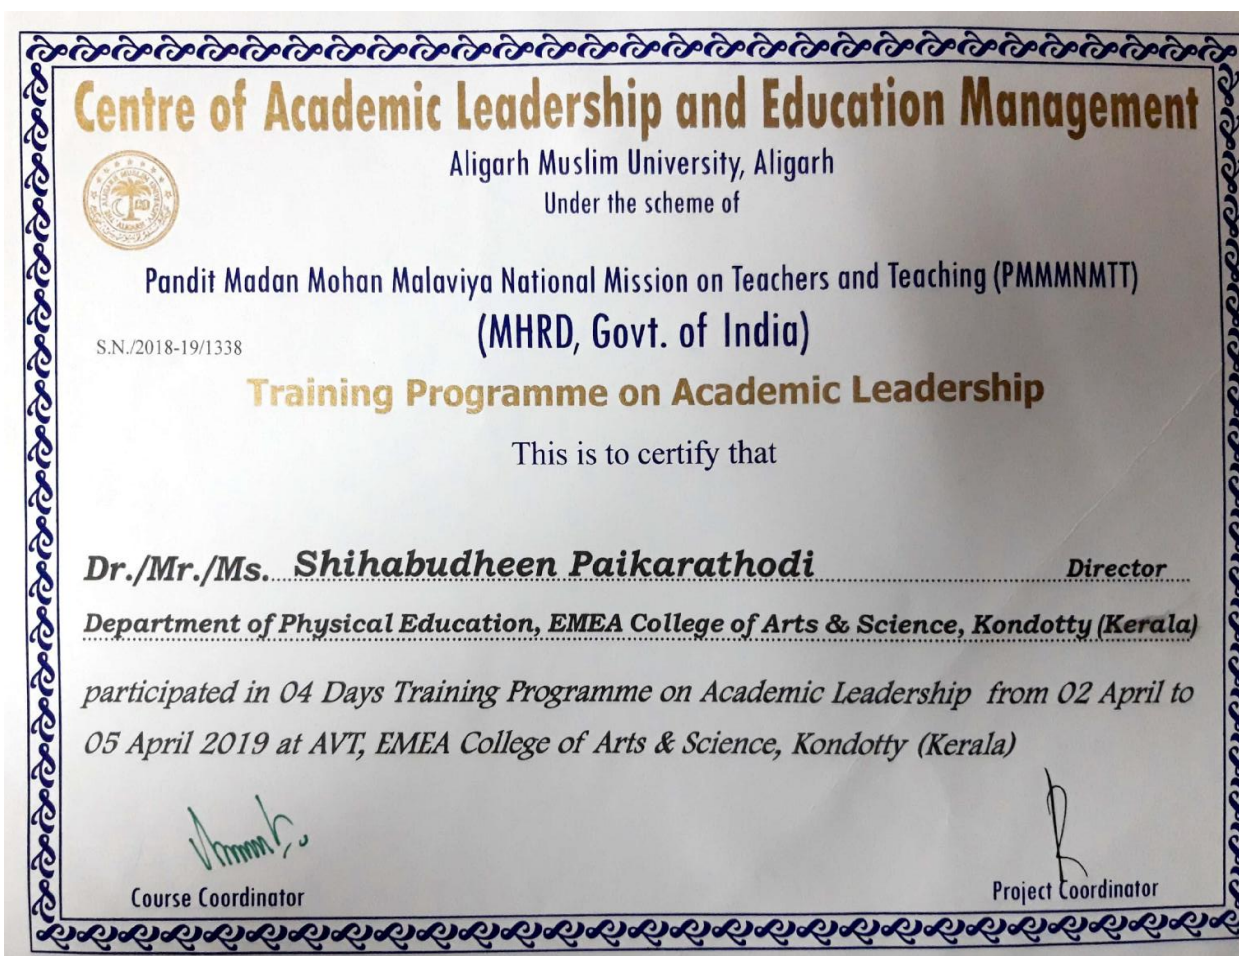 Centre of Academic Leadership and Education Management
Aligarh Muslim University, Aligarh
Under the scheme of
Pandit Madan Mohan Malaviya National Mission on Teachers and Teaching (PMMMNMTT)
(MHRD, Govt. of India)
S.N./2018-19/1338
Training Programme on Academic Leadership
This is to certify that
Dr./Mr./Ms. Shihabudheen Paikarathodi Director
Department of Physical Education, EMEA College of Arts & Science, Kondotty (Kerala)
participated in 04 Days Training Programme on Academic Leadership from 02 April to
05 April 2019 at AVT, EMEA College of Arts & Science, Kondotty (Kerala)
Course Coordinator
Project Coordinator